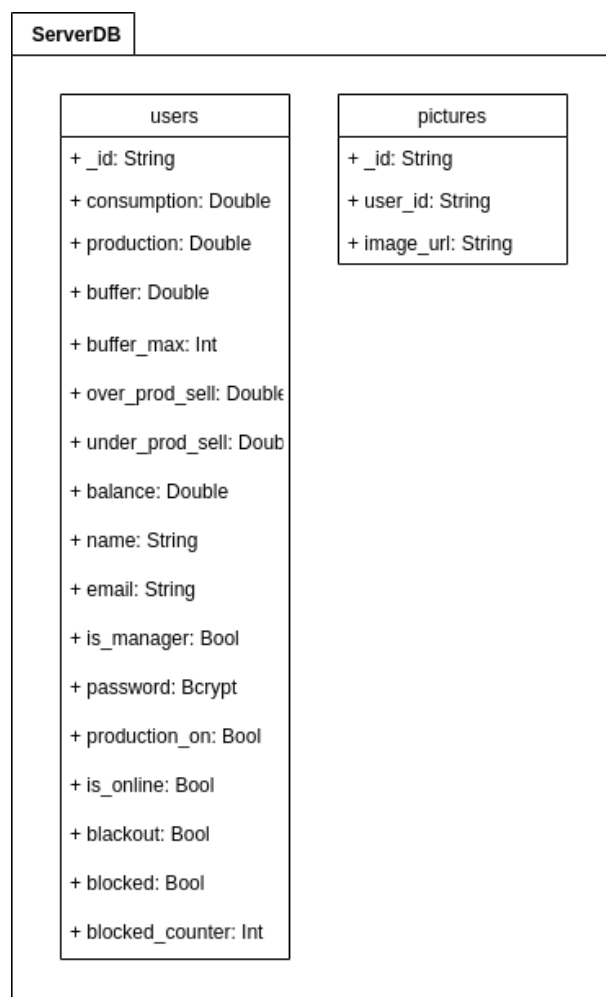 ServerDB
users
+ _id: String
+ consumption: Double
+ production: Double
+ buffer: Double
+ buffer_max: Int
+ over_prod_sell: Double
+ under_prod_sell: Doub
+ balance: Double
+ name: String
+ email: String
+ is_manager: Bool
+ password: Bcrypt
+ production_on: Bool
+ is_online: Bool
+ blackout: Bool
+ blocked: Bool
+ blocked_counter: Int
pictures
+ _id: String
+ user_id: String
+ image_url: String